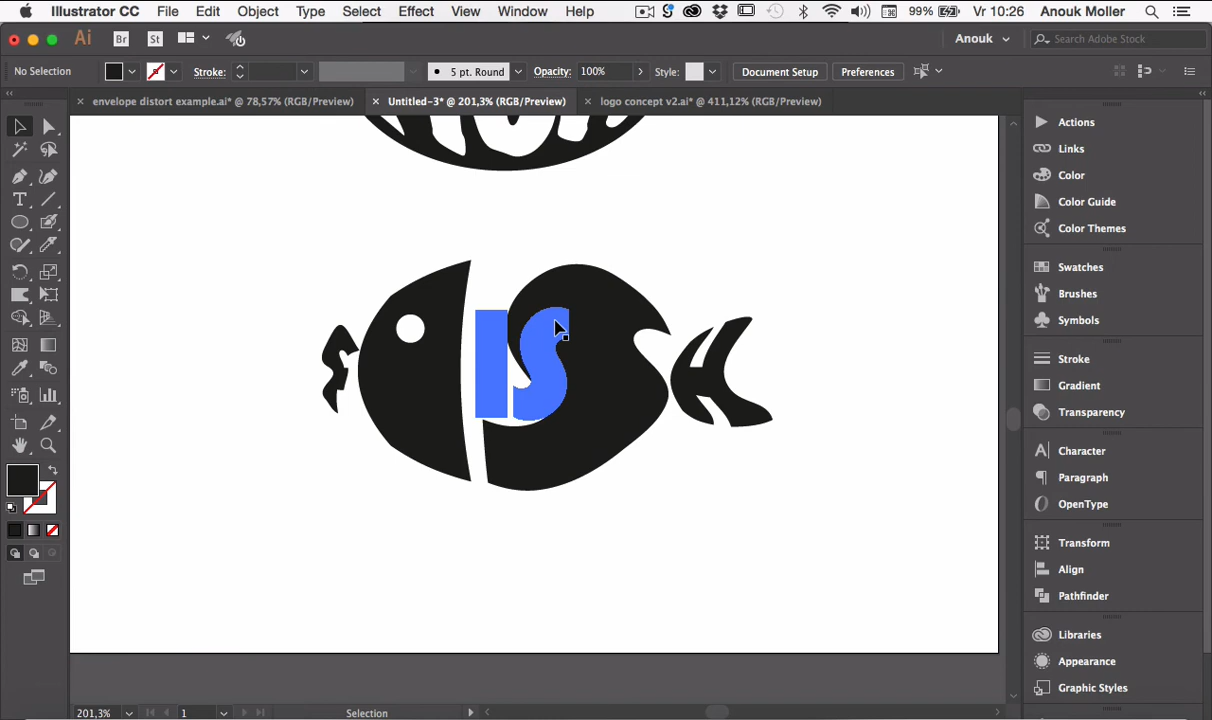 Illustrator CC File Edit Object Type Select Effect View Window Help 99% Vr 10:26 Anouk Moller
Ai Br St Anouk Search Adobe Stock
No Selection Stroke: 5 pt. Round Opacity: 100% Style: Document Setup Preferences
× envelope distort example.ai* @ 78,57% (RGB/Preview) × Untitled-3* @ 201,3% (RGB/Preview) × logo concept v2.ai* @ 411,12% (RGB/Preview)
Actions
Links
Color
Color Guide
Color Themes
Swatches
Brushes
Symbols
Stroke
Gradient
Transparency
Character
Paragraph
OpenType
Transform
Align
Pathfinder
Libraries
Appearance
Graphic Styles
IS
201,3% 1 Selection